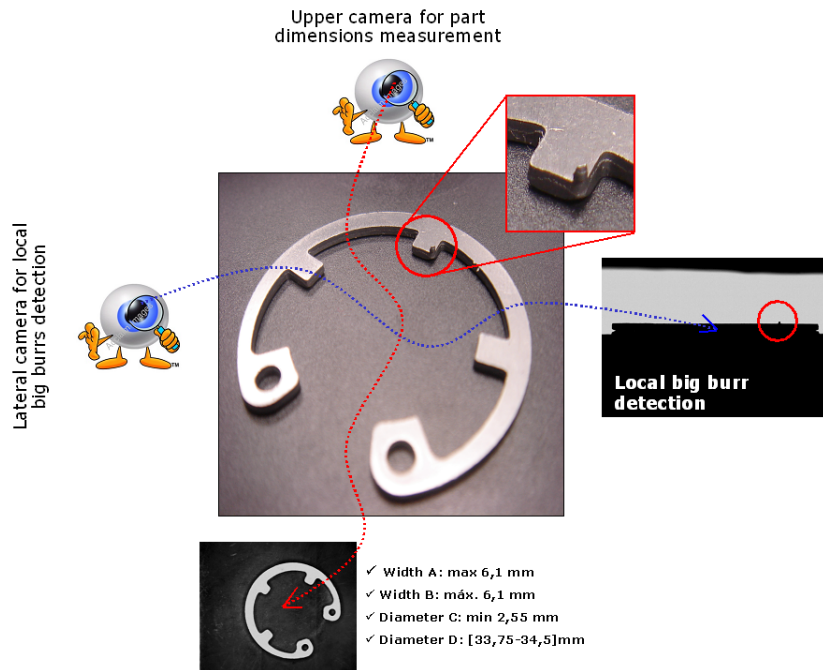 Upper camera for part
dimensions measurement
Lateral camera for local
big burrs detection
TM
TM
Local big burr
detection
✓ Width A: max 6,1 mm
✓ Width B: máx. 6,1 mm
✓ Diameter C: min 2,55 mm
✓ Diameter D: [33,75-34,5]mm